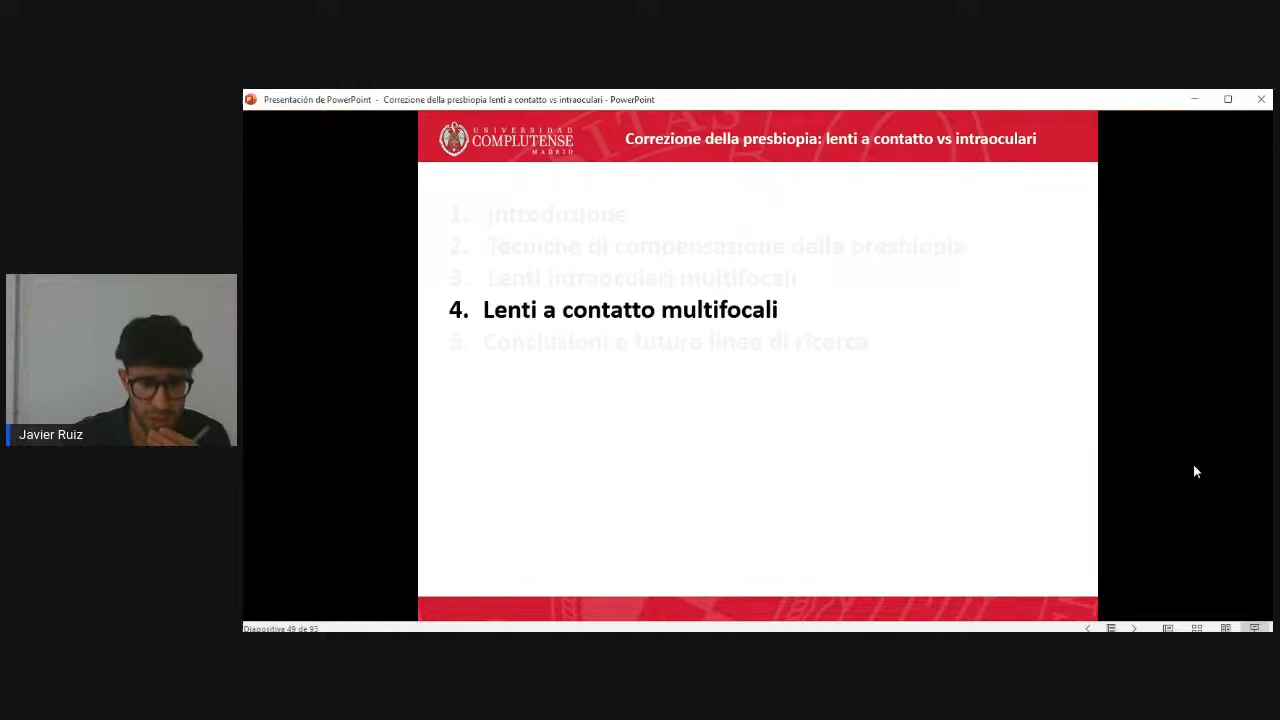 Presentación de PowerPoint - Correzione della presbiopia lenti a contatto vs intraoculari - PowerPoint
UNIVERSIDAD
COMPLUTENSE
MADRID
Correzione della presbiopia: lenti a contatto vs intraoculari
1. Introduzione
2. Tecniche di compensazione della presbiopia
3. Lenti intraoculari multifocali
4. Lenti a contatto multifocali
5. Conclusioni e future linee di ricerca
Javier Ruiz
Diapositiva 49 de 93